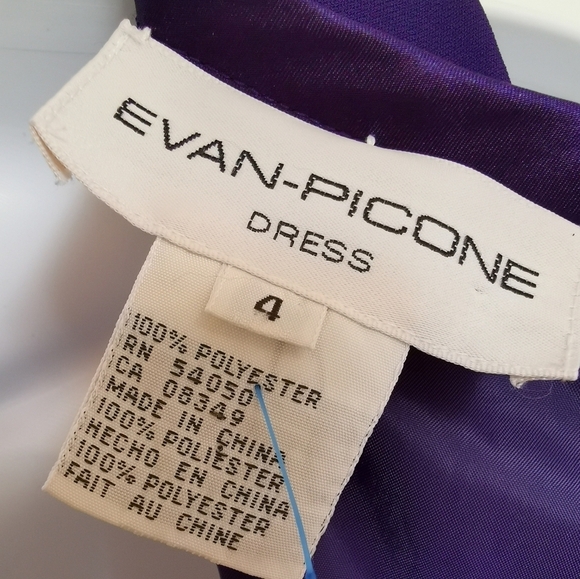 EVAN-PICONE
DRESS
4
100% POLYESTER
RN 54050
CA 08349
MADE IN CHINA
100% POLIESTER
HECHO EN CHINA
100% POLYESTER
FAIT AU CHINE